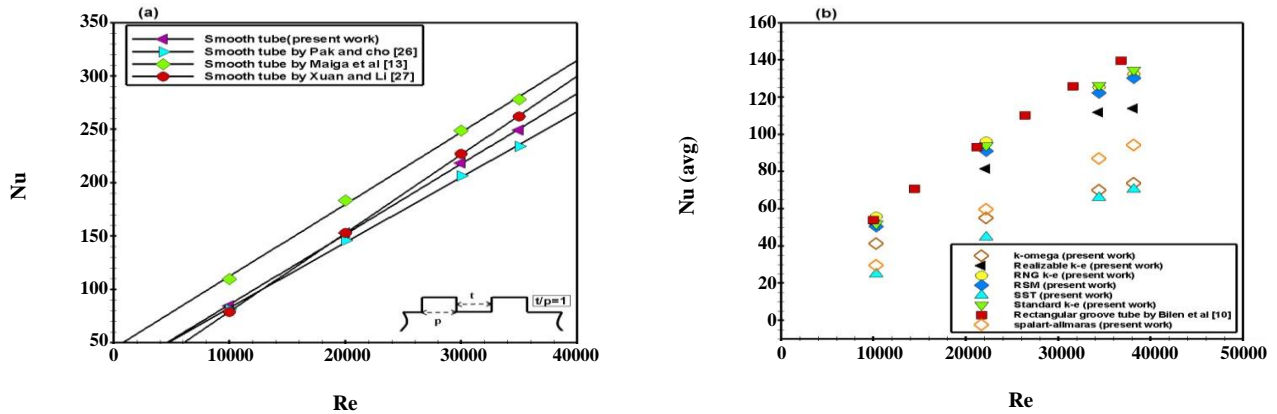 (a)
350
300
250
200
150
100
50
Nu
Smooth tube(present work)
Smooth tube by Pak and cho [26]
Smooth tube by Maiga et al [13]
Smooth tube by Xuan and Li [27]
t
t/p=1
p
10000
20000
30000
40000
Re
(b)
160
140
120
100
80
60
40
20
0
Nu (avg)
k-omega (present work)
Realizable k-e (present work)
RNG k-e (present work)
RSM (present work)
SST (present work)
Standard k-e (present work)
Rectangular groove tube by Bilen et al [10]
spalart-allmaras (present work)
0
10000
20000
30000
40000
50000
Re